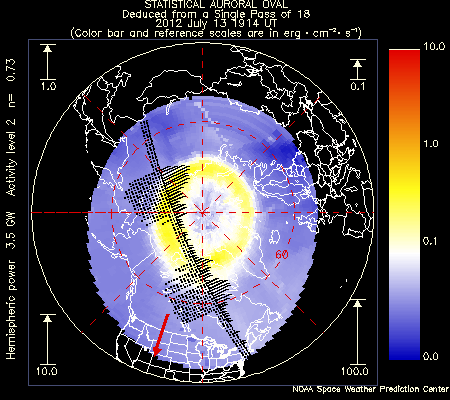 STATISTICAL AURORAL OVAL
Deduced from a Single Pass of 18
2012 July 13 1914 UT
(Color bar and reference scales are in erg · cm⁻² · s⁻¹)
Hemispheric power 3.5 GW Activity level 2 n= 0.73
1.0
0.1
10.0
1.0
0.1
0.0
60
10.0
100.0
NOAA Space Weather Prediction Center